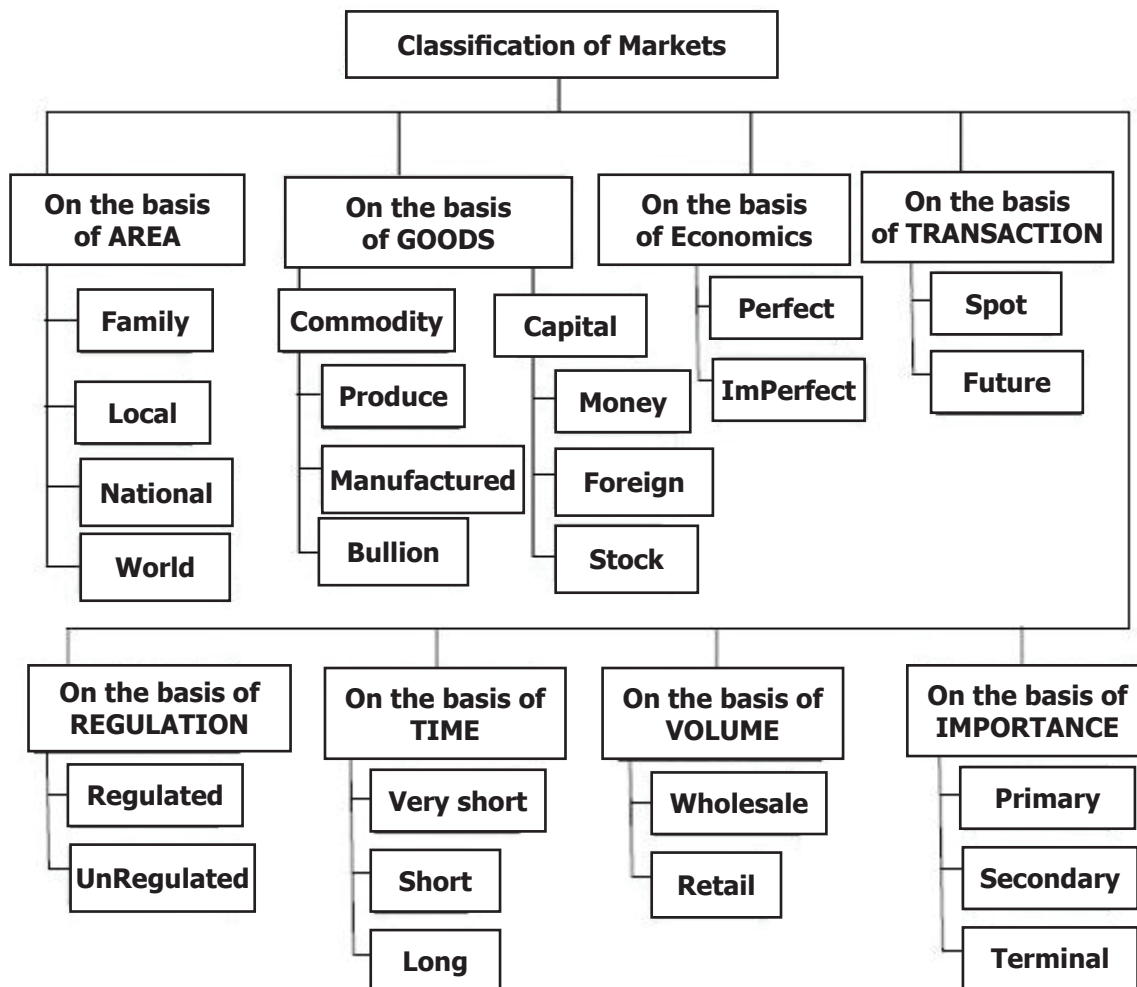 Classification of Markets
On the basis
of AREA
Family
Local
National
World
On the basis
of GOODS
Commodity
Produce
Manufactured
Bullion
Capital
Money
Foreign
Stock
On the basis
of Economics
Perfect
ImPerfect
On the basis
of TRANSACTION
Spot
Future
On the basis of
REGULATION
Regulated
UnRegulated
On the basis of
TIME
Very short
Short
Long
On the basis of
VOLUME
Wholesale
Retail
On the basis of
IMPORTANCE
Primary
Secondary
Terminal